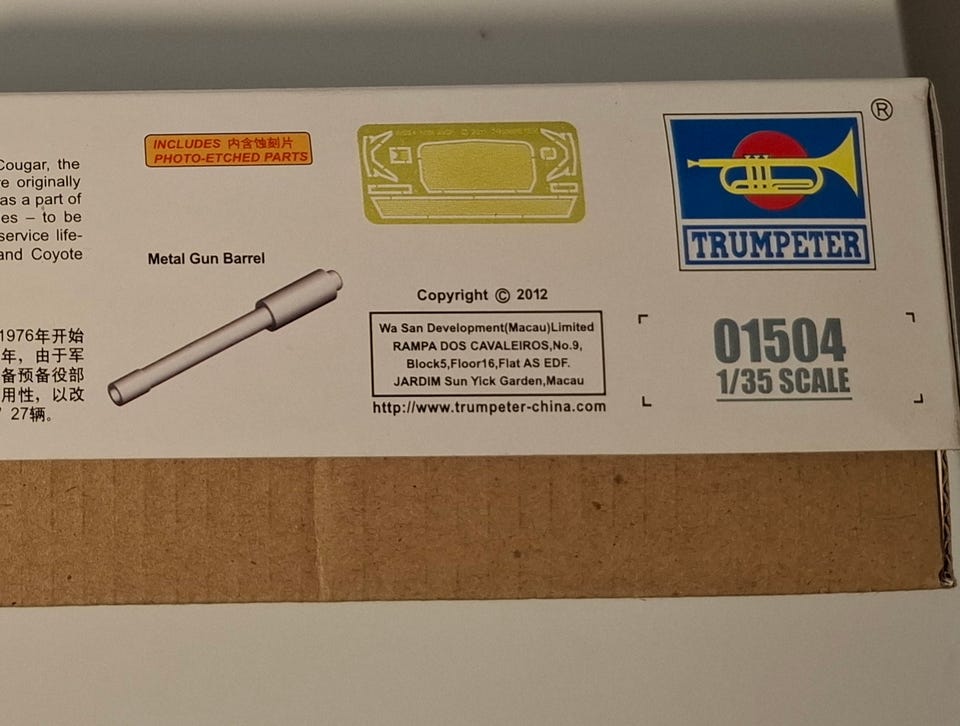 Cougar, the
re originally
as a part of
es – to be
service life-
and Coyote
1976年开始
年，由于军
备预备役部
用性，以改
27辆。
INCLUDES 内含蚀刻片
PHOTO-ETCHED PARTS
Metal Gun Barrel
Copyright © 2012
Wa San Development(Macau)Limited
RAMPA DOS CAVALEIROS,No.9,
Block5,Floor16,Flat AS EDF.
JARDIM Sun Yick Garden,Macau
http://www.trumpeter-china.com
®
TRUMPETER
01504
1/35 SCALE